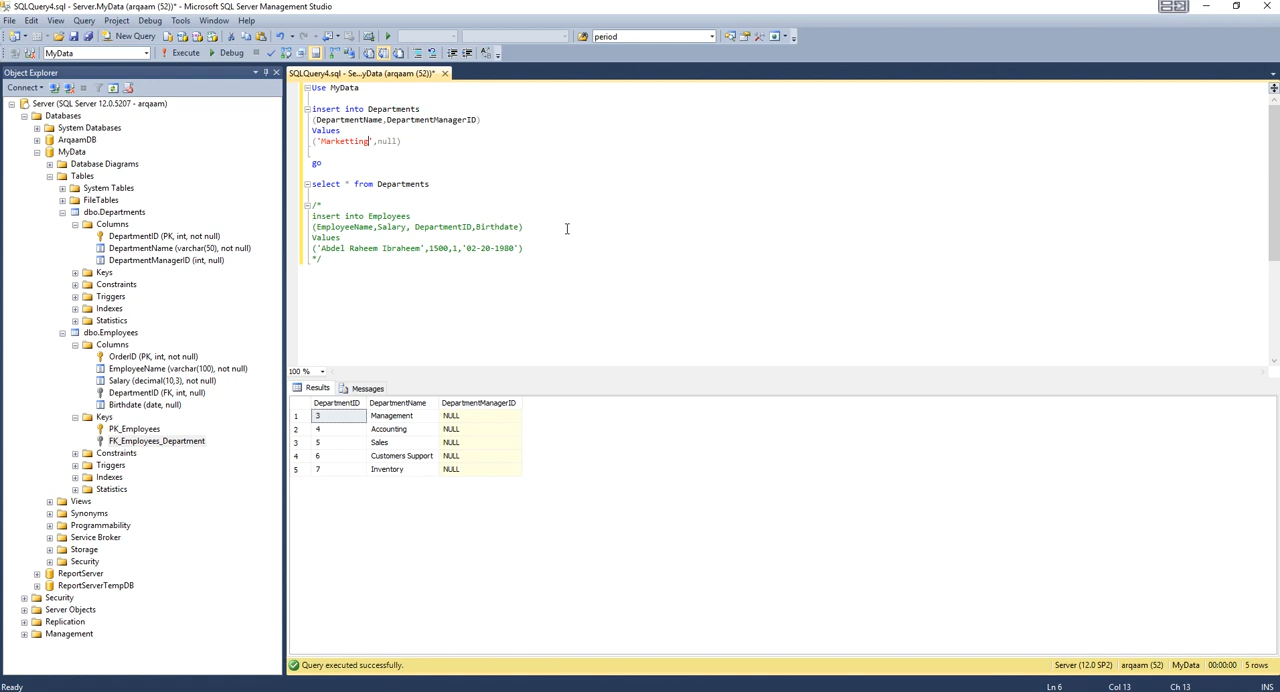 SQLQuery4.sql - Server.MyData (arqaam (52))* - Microsoft SQL Server Management Studio
File Edit View Query Project Debug Tools Window Help
New Query period
MyData Execute Debug
Object Explorer
SQLQuery4.sql - Se...yData (arqaam (52))*
Connect
Server (SQL Server 12.0.5207 - arqaam)
Databases
System Databases
ArqaamDB
MyData
Database Diagrams
Tables
System Tables
FileTables
dbo.Departments
Columns
DepartmentID (PK, int, not null)
DepartmentName (varchar(50), not null)
DepartmentManagerID (int, null)
Keys
Constraints
Triggers
Indexes
Statistics
dbo.Employees
Columns
OrderID (PK, int, not null)
EmployeeName (varchar(100), not null)
Salary (decimal(10,3), not null)
DepartmentID (FK, int, null)
Birthdate (date, null)
Keys
PK_Employees
FK_Employees_Department
Constraints
Triggers
Indexes
Statistics
Views
Synonyms
Programmability
Service Broker
Storage
Security
ReportServer
ReportServerTempDB
Security
Server Objects
Replication
Management
Use MyData
insert into Departments
(DepartmentName,DepartmentManagerID)
Values
('Marketting',null)
go
select * from Departments
/*
insert into Employees
(EmployeeName,Salary, DepartmentID,Birthdate)
Values
('Abdel Raheem Ibraheem',1500,1,'02-20-1980')
*/
100 %
Results Messages
DepartmentID DepartmentName DepartmentManagerID
1 3 Management NULL
2 4 Accounting NULL
3 5 Sales NULL
4 6 Customers Support NULL
5 7 Inventory NULL
Query executed successfully. Server (12.0 SP2) arqaam (52) MyData 00:00:00 5 rows
Ready Ln 6 Col 13 Ch 13 INS